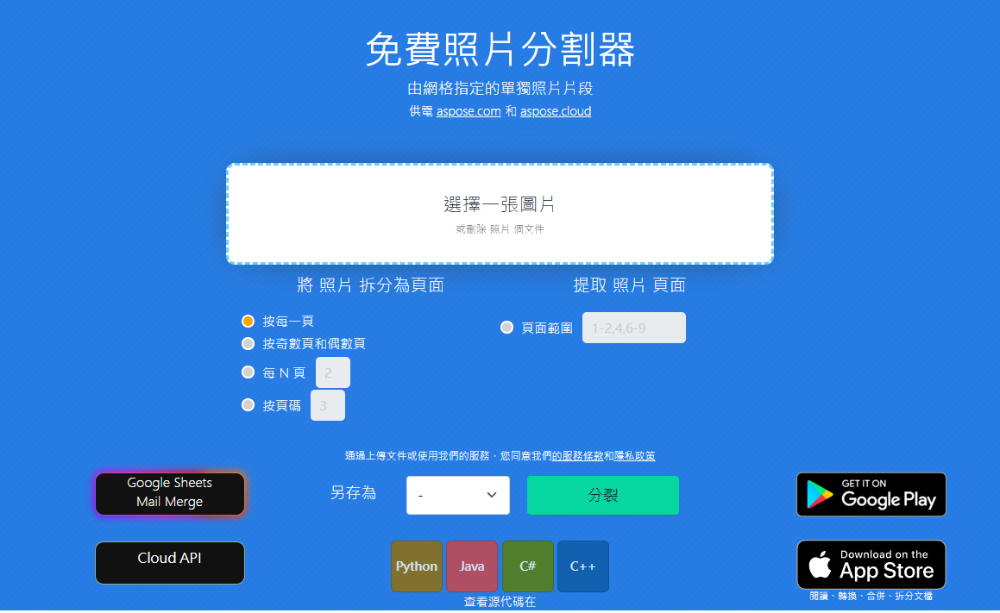 免費照片分割器
由網格指定的單獨照片片段
供電 aspose.com 和 aspose.cloud
選擇一張圖片
或刪除 照片 個文件
將 照片 拆分為頁面
提取 照片 頁面
按每一頁
頁面範圍 1-2,4,6-9
按奇數頁和偶數頁
每 N 頁 2
按頁碼 3
通過上傳文件或使用我們的服務，您同意我們的服務條款和隱私政策
Google Sheets
Mail Merge
另存為 - 分裂
GET IT ON
Google Play
Cloud API
Python Java C# C++
Download on the
App Store
查看源代碼在
閱讀、轉換、合併、拆分文檔